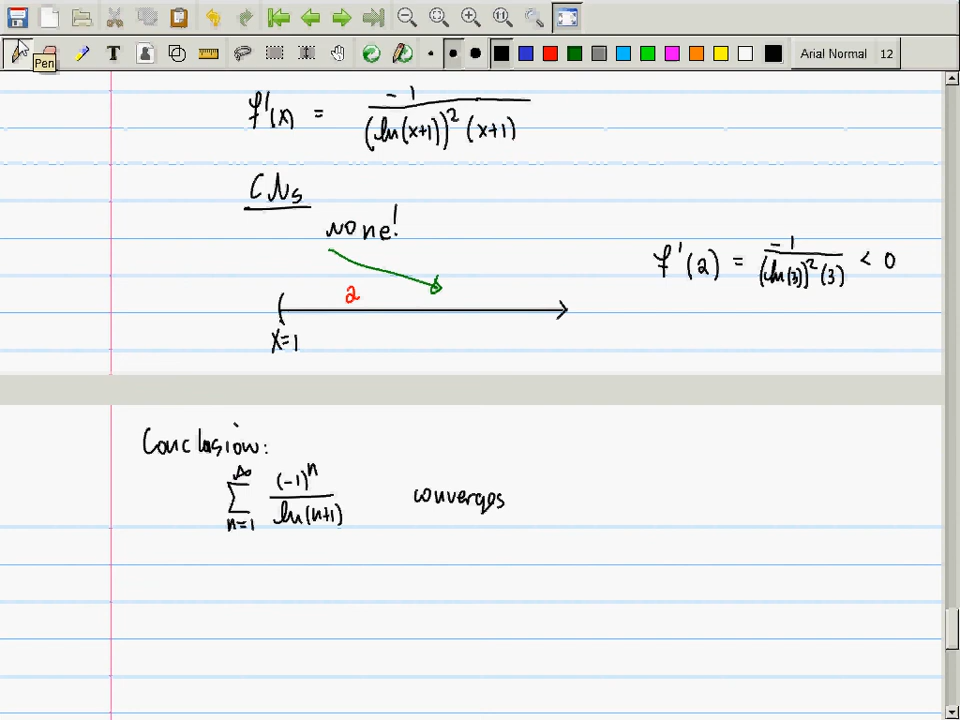 Pen
Arial Normal 12
f'(x) = -1 / (ln(x+1))² (x+1)
CNs
None!
f'(2) = -1 / (ln(3))² (3) < 0
2
x=1
Conclusion:
∞ ∑ n=1 (-1)^n / ln(n+1) converges